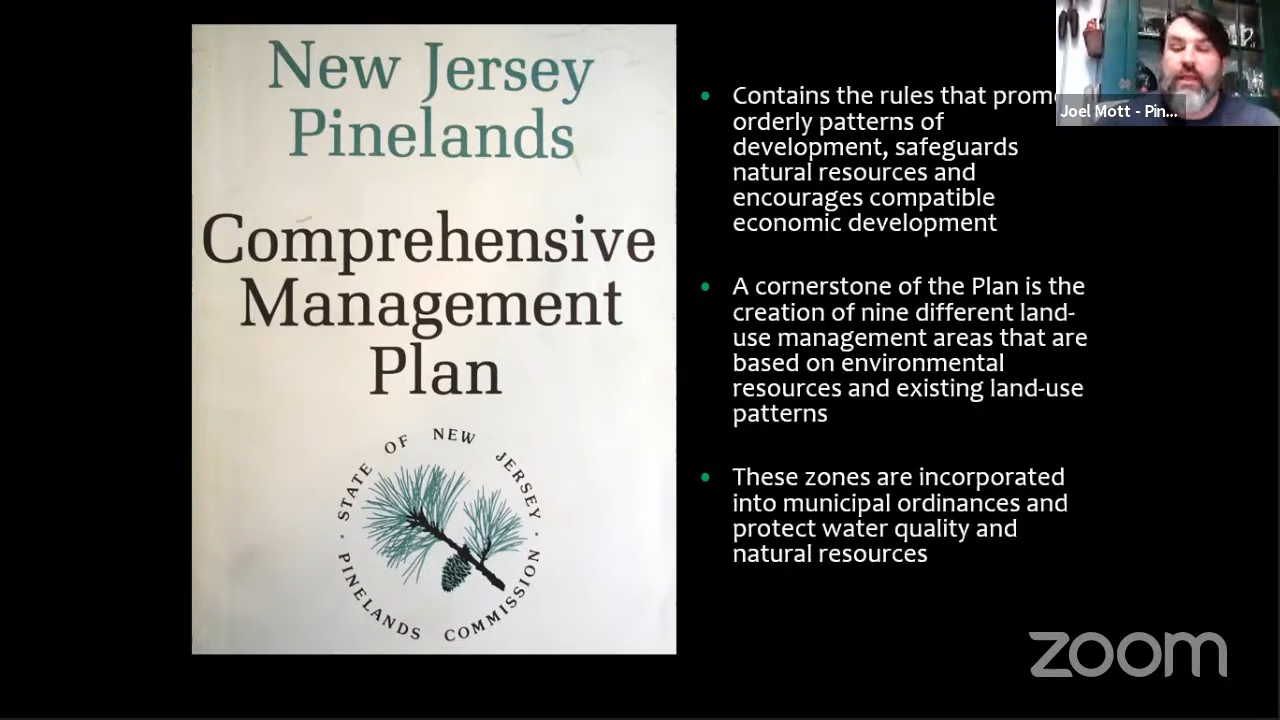 New Jersey
Pinelands
Comprehensive
Management
Plan
STATE OF NEW JERSEY
· PINELANDS COMMISSION ·
• Contains the rules that prom
orderly patterns of
development, safeguards
natural resources and
encourages compatible
economic development
• A cornerstone of the Plan is the
creation of nine different land-
use management areas that are
based on environmental
resources and existing land-use
patterns
• These zones are incorporated
into municipal ordinances and
protect water quality and
natural resources
Joel Mott - Pin...
zoom